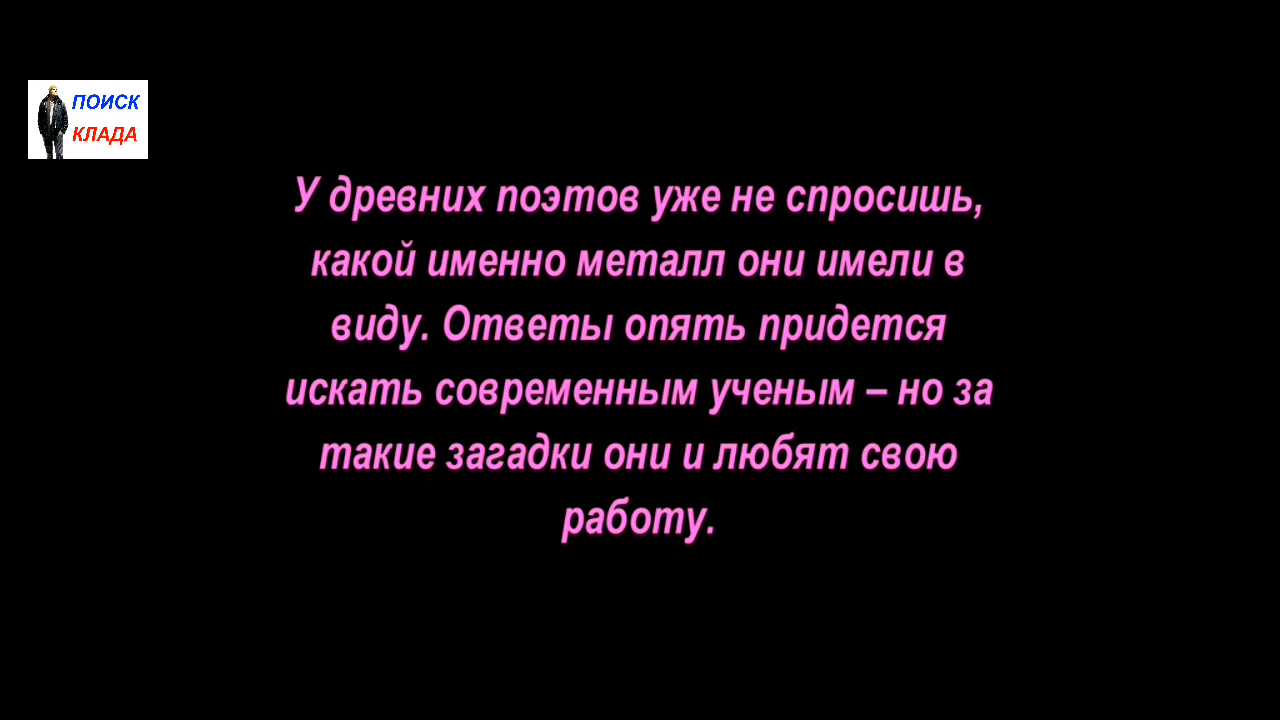 ПОИСК
КЛАДА
У древних поэтов уже не спросишь,
какой именно металл они имели в
виду. Ответы опять придется
искать современным ученым – но за
такие загадки они и любят свою
работу.